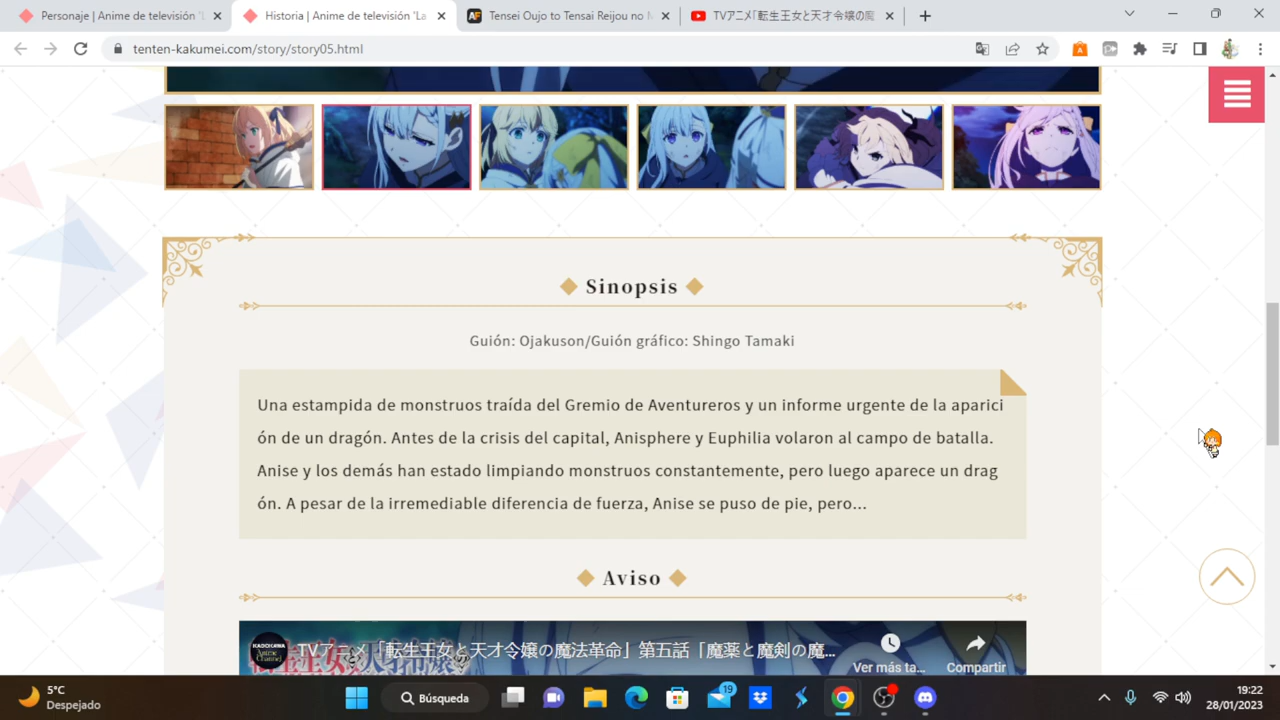 Personaje | Anime de televisión "L
Historia | Anime de televisión "La
AF
Tensei Oujo to Tensai Reijou no M
TVアニメ「転生王女と天才令嬢の魔
tenten-kakumei.com/story/story05.html
Sinopsis
Guión: Ojakuson/Guión gráfico: Shingo Tamaki
Una estampida de monstruos traída del Gremio de Aventureros y un informe urgente de la aparici
ón de un dragón. Antes de la crisis del capital, Anisphere y Euphilia volaron al campo de batalla.
Anise y los demás han estado limpiando monstruos constantemente, pero luego aparece un drag
ón. A pesar de la irremediable diferencia de fuerza, Anise se puso de pie, pero...
Aviso
KADOKAWA
Anime
Channel
TVアニメ「転生王女と天才令嬢の魔法革命」第五話「魔薬と魔剣の魔...
Ver más ta...
Compartir
5°C
Despejado
Búsqueda
19
19:22
28/01/2023